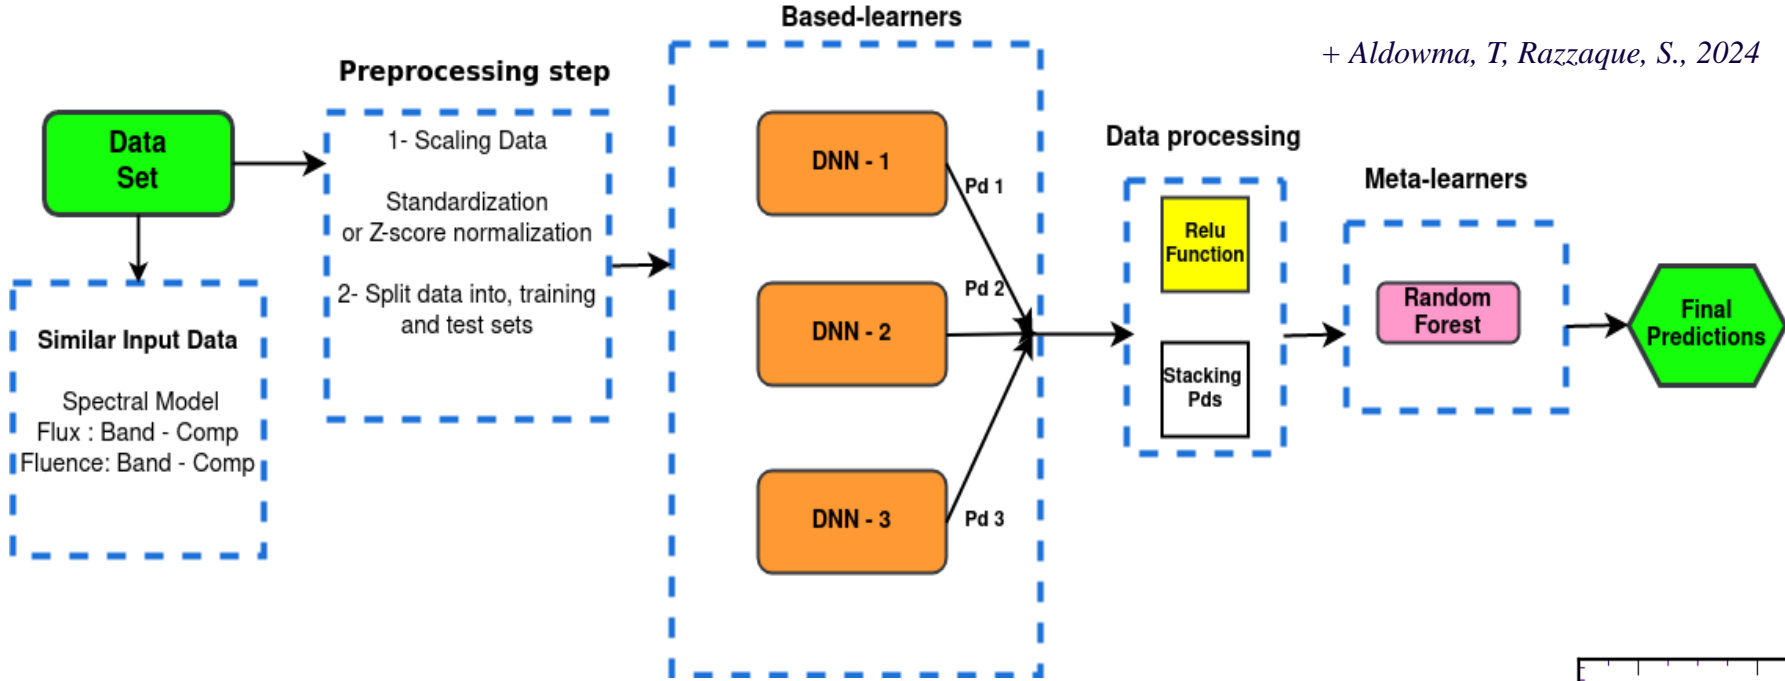 Based-learners
+ Aldowma, T, Razzaque, S., 2024
Preprocessing step
Data
Set
1- Scaling Data
Standardization
or Z-score normalization
2- Split data into, training
and test sets
Similar Input Data
Spectral Model
Flux : Band - Comp
Fluence: Band - Comp
DNN - 1
DNN - 2
DNN - 3
Pd 1
Pd 2
Pd 3
Data processing
Relu
Function
Stacking
Pds
Meta-learners
Random
Forest
Final
Predictions